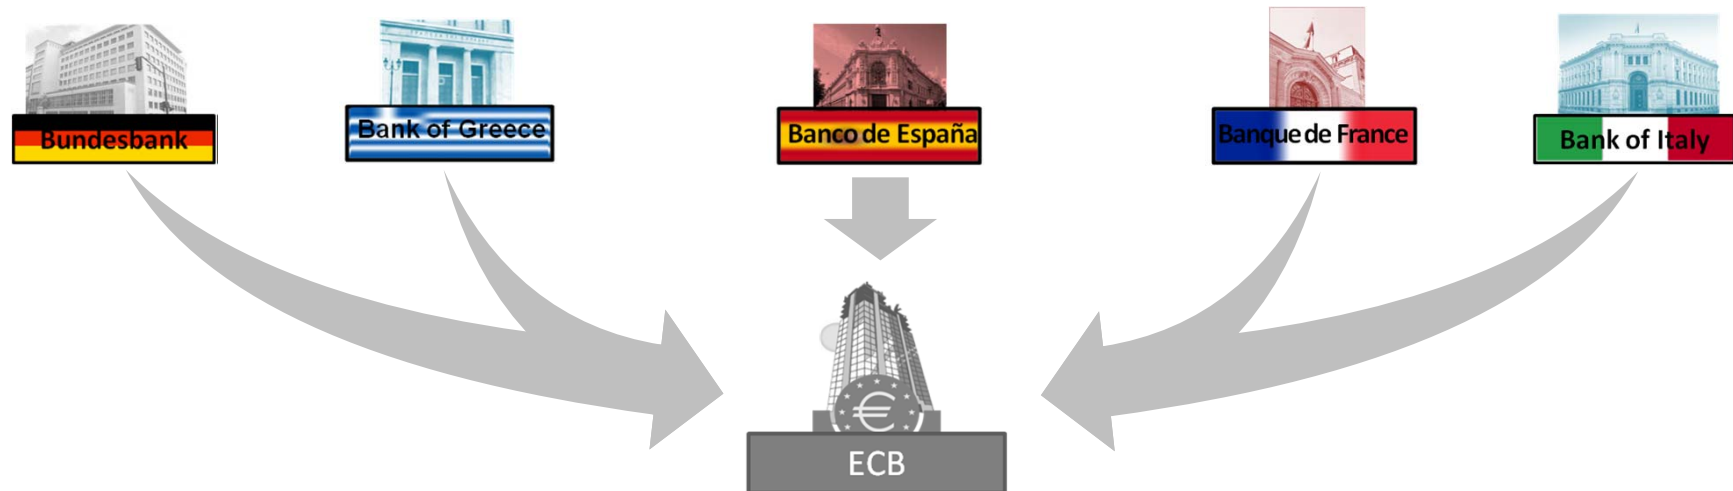 Bundesbank
Bank of Greece
Banco de España
Banque de France
Bank of Italy
€
ECB